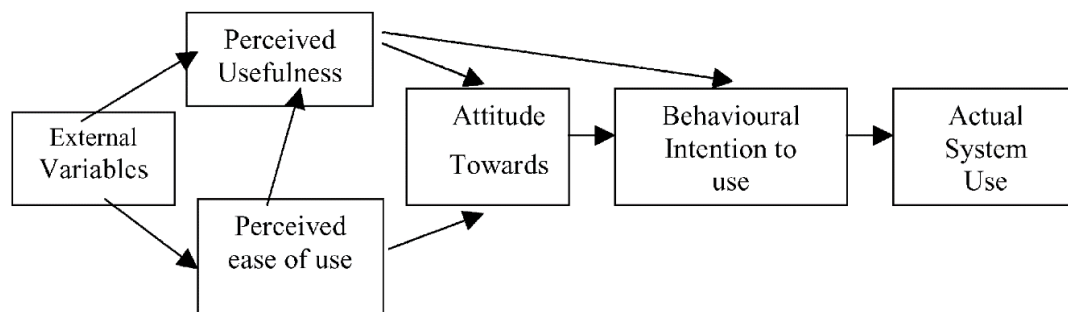 Perceived
Usefulness
External
Variables
Perceived
ease of use
Attitude
Towards
Behavioural
Intention to
use
Actual
System
Use